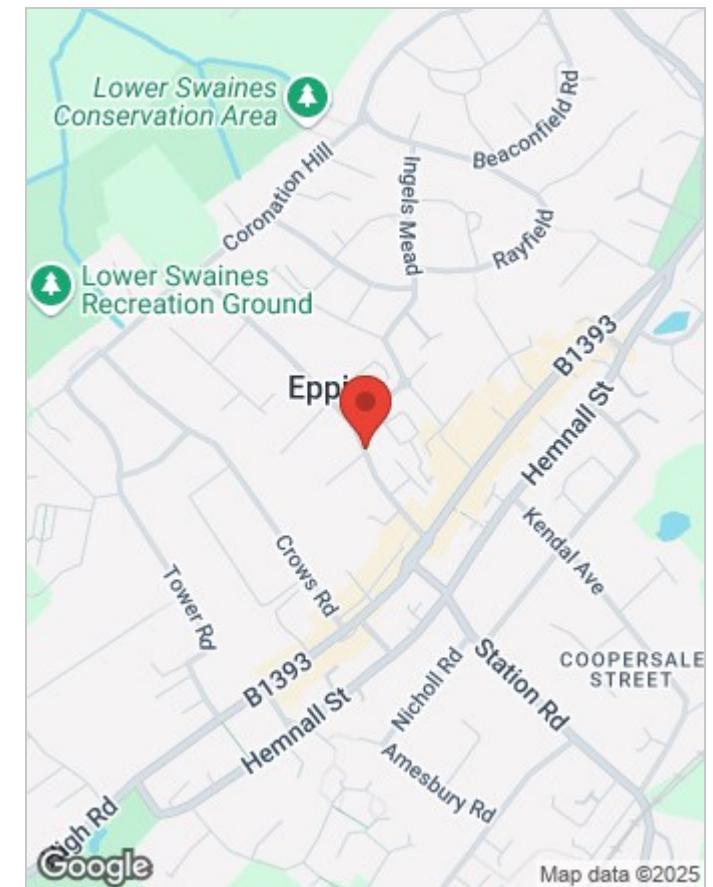 Lower Swaines
Conservation Area
Beaconfield Rd
Coronation Hill
Ingels Mead
Rayfield
Lower Swaines
Recreation Ground
B1393
Hemnall St
Kendal Ave
Crows Rd
Tower Rd
COOPERSALE
STREET
Station Rd
Nicholl Rd
B1393
Hemnall St
Amesbury Rd
Google
Map data ©2025